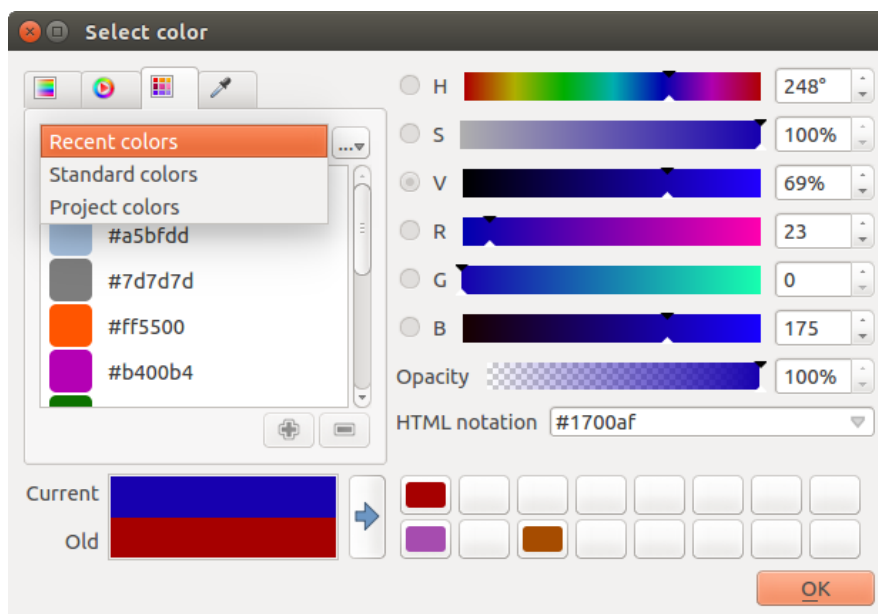 Select color
Recent colors
...
Standard colors
Project colors
#a5bfdd
#7d7d7d
#ff5500
#b400b4
H 248°
S 100%
V 69%
R 23
G 0
B 175
Opacity 100%
HTML notation #1700af
Current
Old
OK